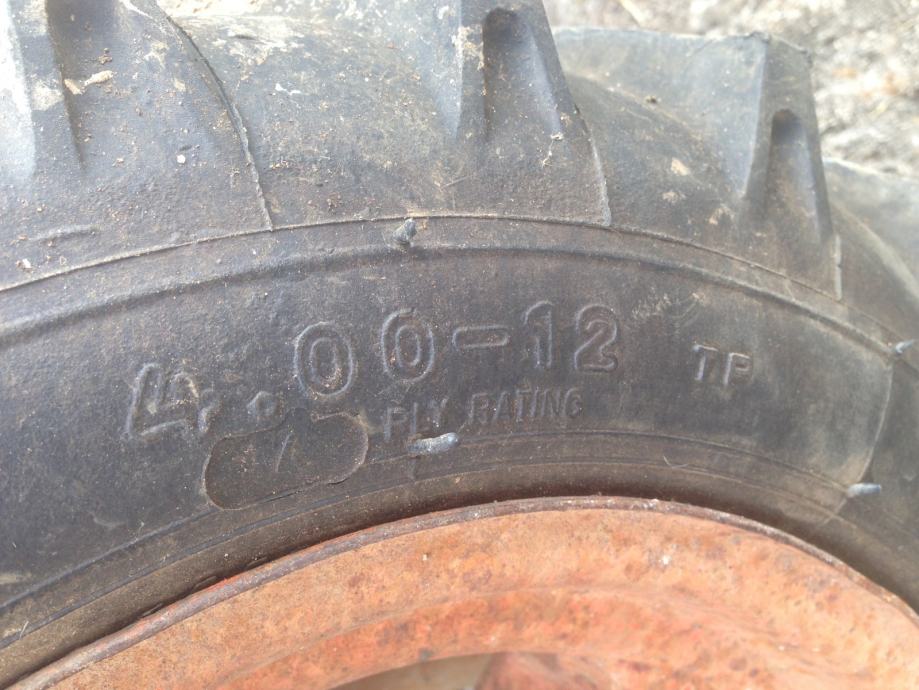 4.00-12 TP
PLY RATING